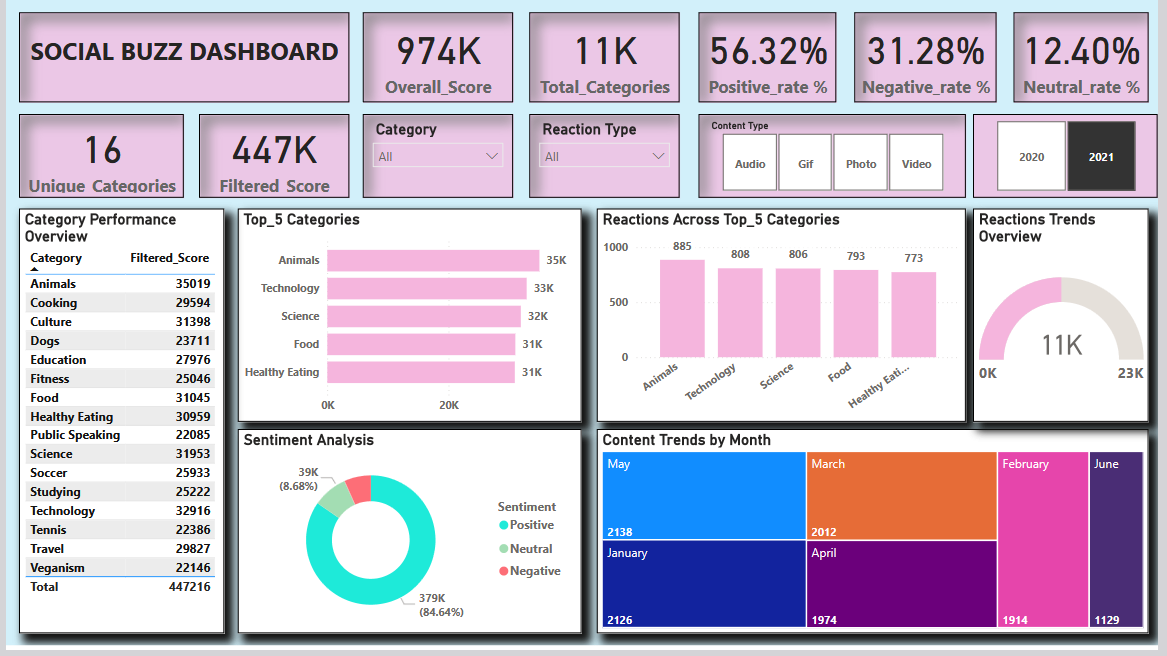 SOCIAL BUZZ DASHBOARD
974K
Overall_Score
11K
Total_Categories
56.32%
Positive_rate %
31.28%
Negative_rate %
12.40%
Neutral_rate %
16
Unique Categories
447K
Filtered Score
Category
All
Reaction Type
All
Content Type
Audio
Gif
Photo
Video
2020
2021
Category Performance
Overview
Category Filtered_Score
Animals 35019
Cooking 29594
Culture 31398
Dogs 23711
Education 27976
Fitness 25046
Food 31045
Healthy Eating 30959
Public Speaking 22085
Science 31953
Soccer 25933
Studying 25222
Technology 32916
Tennis 22386
Travel 29827
Veganism 22146
Total 447216
Top_5 Categories
Animals 35K
Technology 33K
Science 32K
Food 31K
Healthy Eating 31K
0K 20K
Reactions Across Top_5 Categories
1000
500
0
885
808
806
793
773
Animals
Technology
Science
Food
Healthy Eati...
Reactions Trends
Overview
11K
0K 23K
Sentiment Analysis
39K
(8.68%)
379K
(84.64%)
Sentiment
Positive
Neutral
Negative
Content Trends by Month
May
2138
January
2126
March
2012
April
1974
February
1914
June
1129